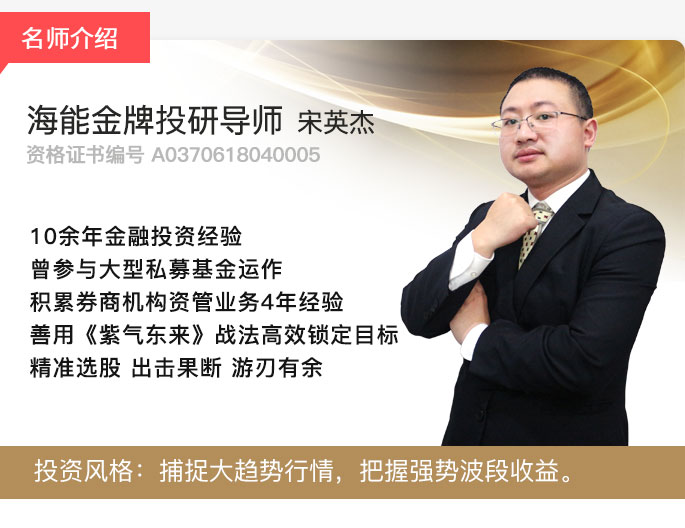 名师介绍
海能金牌投研导师 宋英杰
资格证书编号 A0370618040005
10余年金融投资经验
曾参与大型私募基金运作
积累券商机构资管业务4年经验
善用《紫气东来》战法高效锁定目标
精准选股 出击果断 游刃有余
投资风格：捕捉大趋势行情，把握强势波段收益。